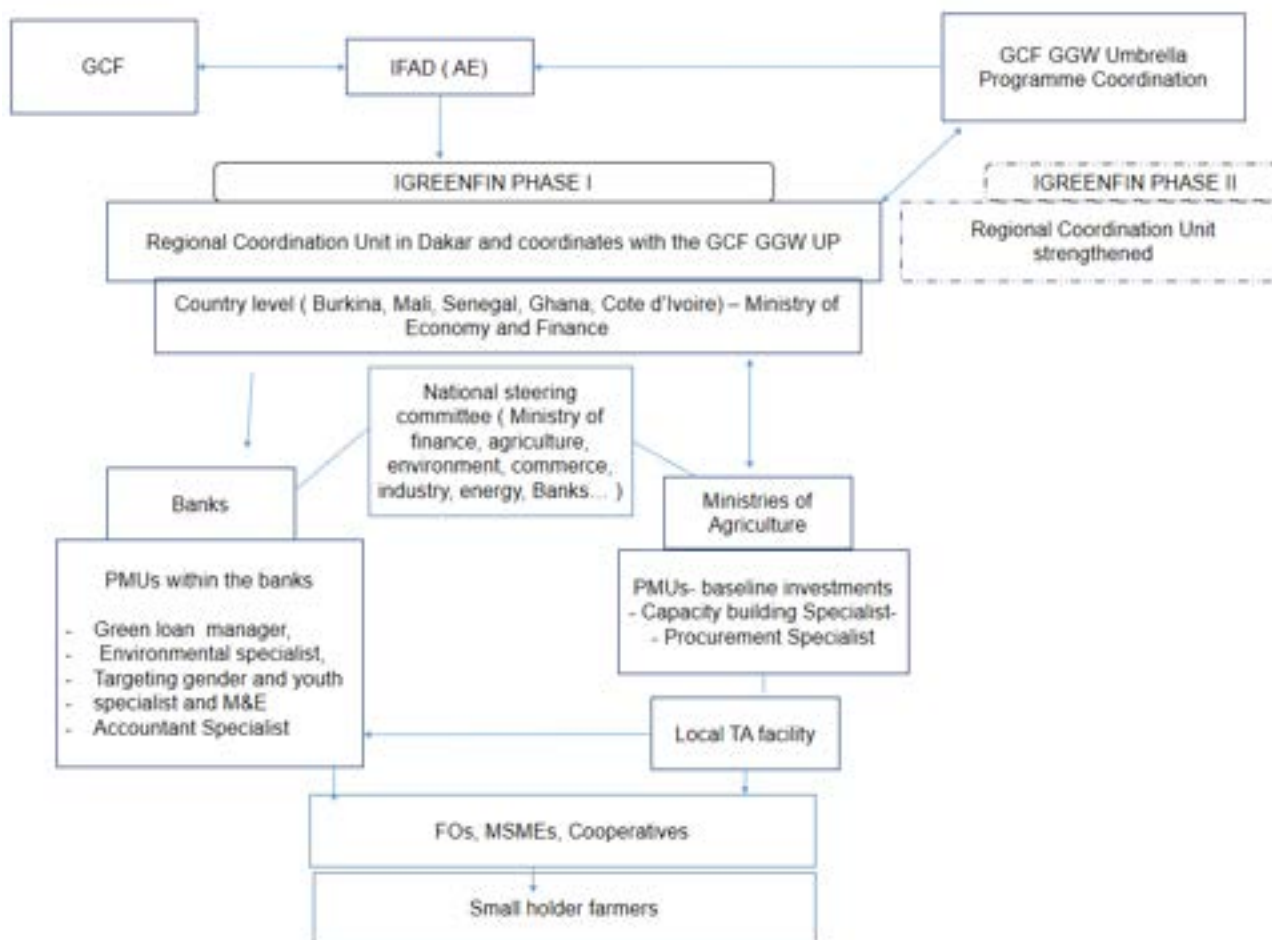 GCF
IFAD ( AE)
GCF GGW Umbrella
Programme Coordination
IGREENFIN PHASE I
IGREENFIN PHASE II
Regional Coordination Unit in Dakar and coordinates with the GCF GGW UP
Regional Coordination Unit
strengthened
Country level ( Burkina, Mali, Senegal, Ghana, Cote d'Ivoire) – Ministry of
Economy and Finance
National steering
committee ( Ministry of
finance, agriculture,
environment, commerce,
industry, energy, Banks... )
Banks
Ministries of
Agriculture
PMUs within the banks
- Green loan manager,
- Environmental specialist,
- Targeting gender and youth
- specialist and M&E
- Accountant Specialist
PMUs- baseline investments
- Capacity building Specialist-
- Procurement Specialist
Local TA facility
FOs, MSMEs, Cooperatives
Small holder farmers